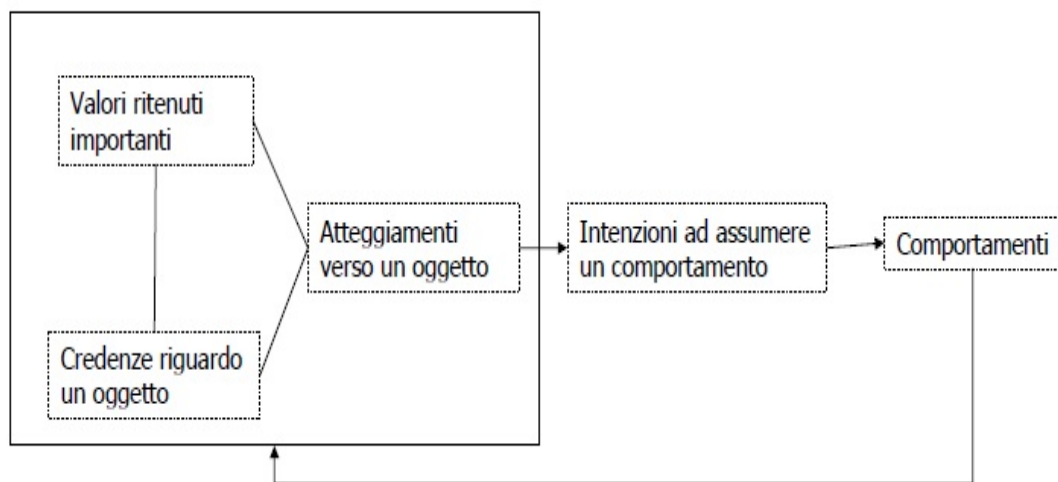 Valori ritenuti
importanti
Atteggiamenti
verso un oggetto
Intenzioni ad assumere
un comportamento
Comportamenti
Credenze riguardo
un oggetto